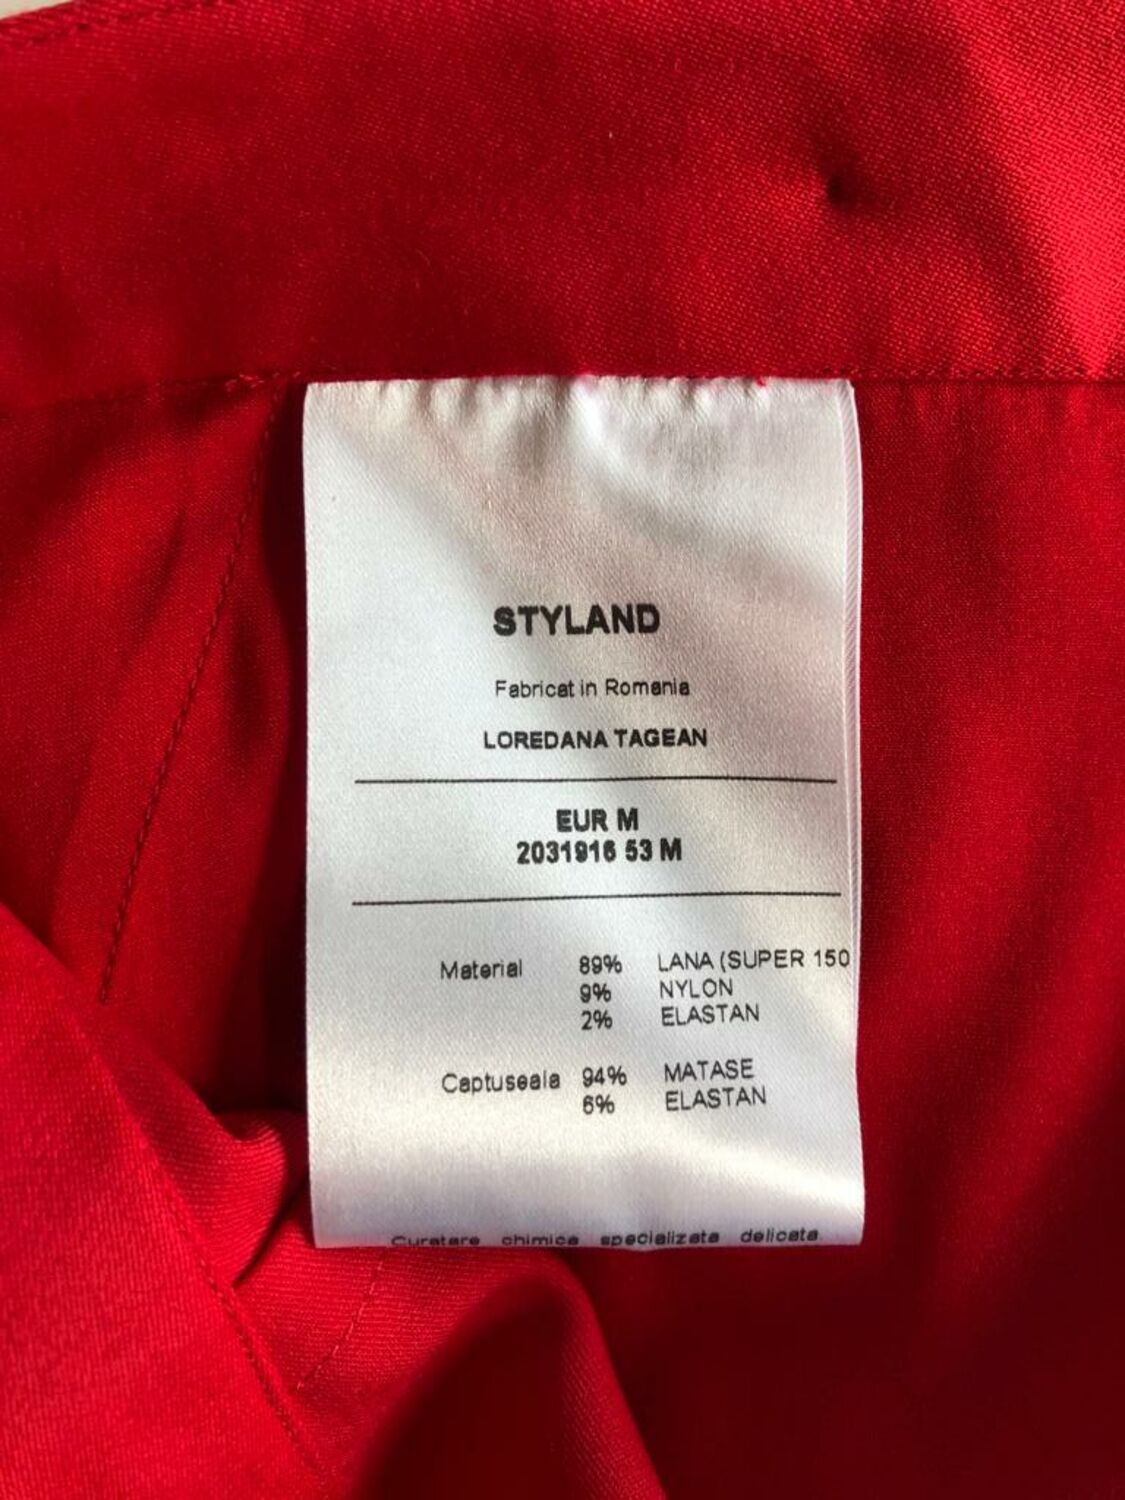 STYLAND
Fabricat in Romania
LOREDANA TAGEAN
EUR M
2031916 53 M
Material 89% LANA (SUPER 150
9% NYLON
2% ELASTAN
Captuseala 94% MATASE
6% ELASTAN
Curatare chimica specializata delicata